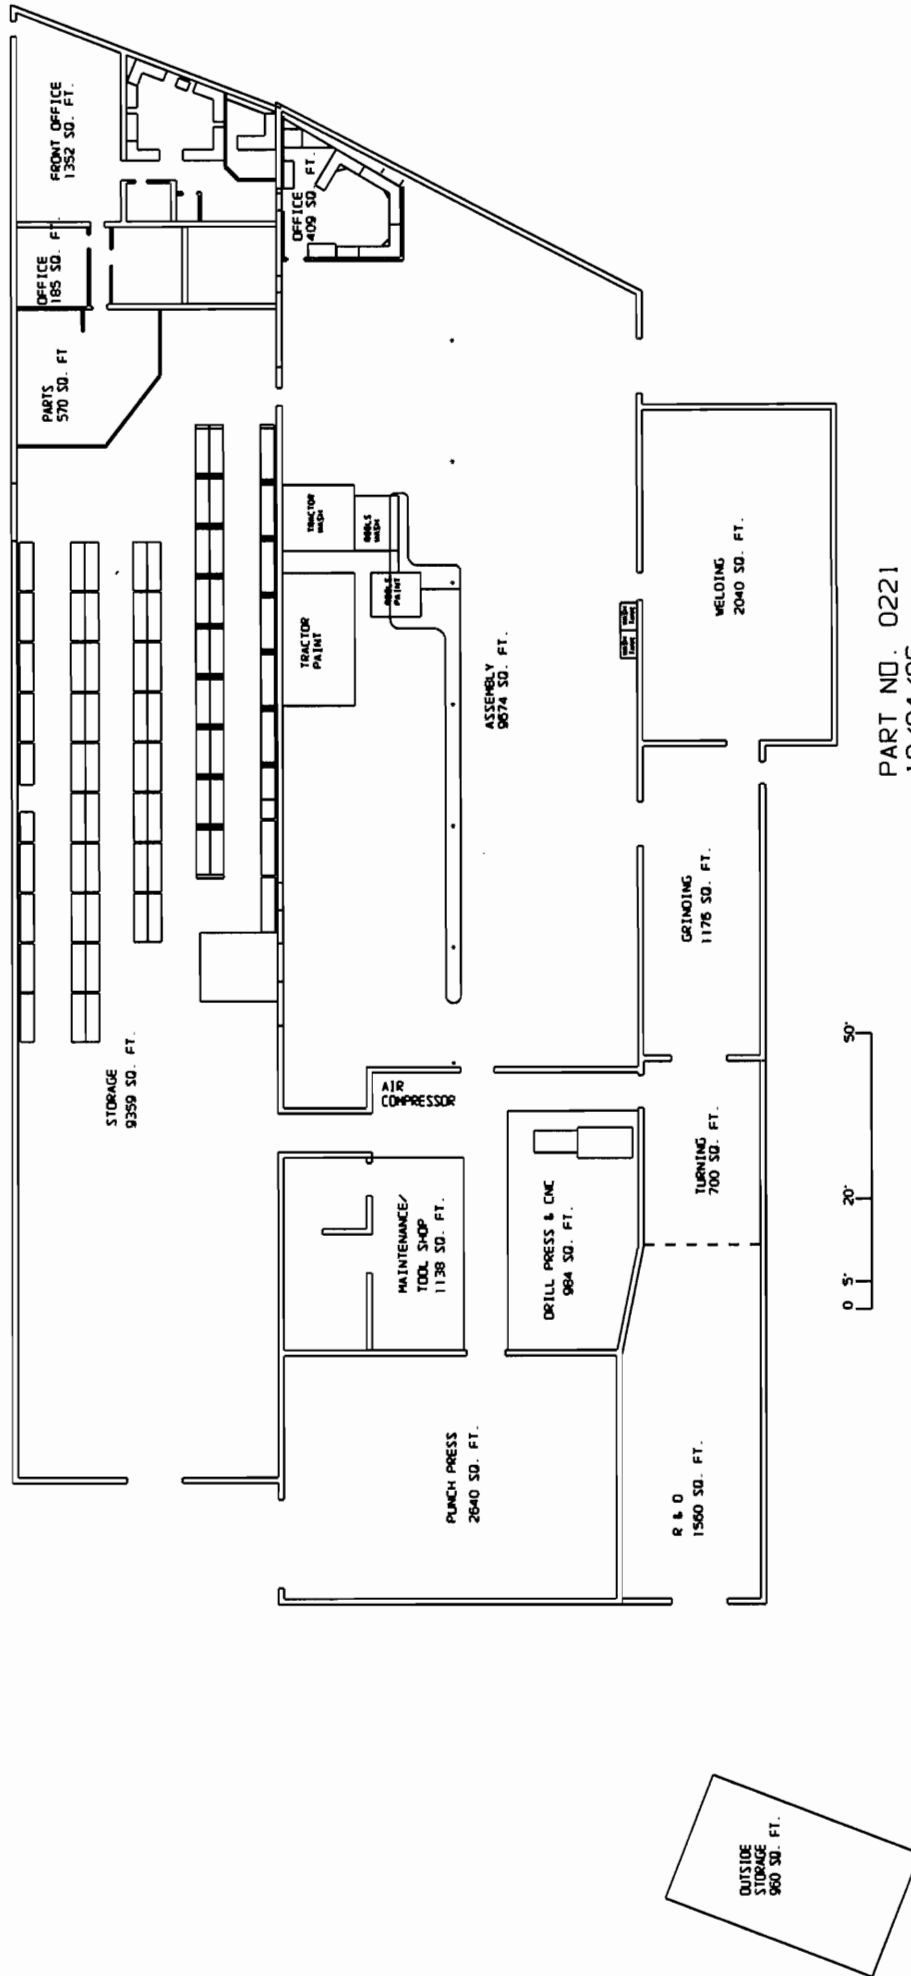 STORAGE
9359 SQ. FT.
PARTS
570 SQ. FT
OFFICE
185 SQ. FT.
FRONT OFFICE
1352 SQ. FT.
OFFICE
409 SQ FT.
TRACTOR
PAINT
TRACTOR
WASH
WASH
PAINT
AIR
COMPRESSOR
MAINTENANCE/
TOOL SHOP
1138 SQ. FT.
PUNCH PRESS
2640 SQ. FT.
ASSEMBLY
9674 SQ. FT.
DRILL PRESS & CNC
984 SQ. FT.
R & D
1560 SQ. FT.
TURNING
700 SQ. FT.
GRINDING
1176 SQ. FT.
WELDING
2040 SQ. FT.
OUTSIDE
STORAGE
960 SQ. FT.
0 5' 20' 50'
PART NO. 0221